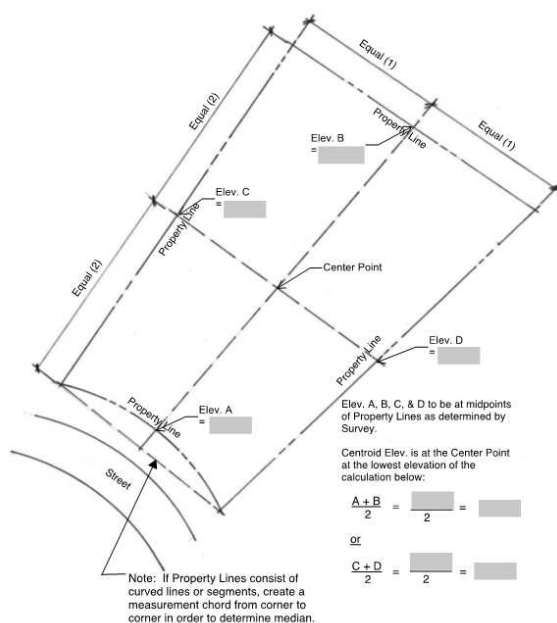 Equal (1)
Equal (2)
Elev. B
=
Property Line
Equal (1)
Elev. C
=
Property Line
Equal (2)
Center Point
Elev. D
=
Property Line
Elev. A
=
Property Line
Street
Elev. A, B, C, & D to be at midpoints
of Property Lines as determined by
Survey.
Centroid Elev. is at the Center Point
at the lowest elevation of the
calculation below:
A + B
2 = 2 =
or
C + D
2 = 2 =
Note: If Property Lines consist of
curved lines or segments, create a
measurement chord from corner to
corner in order to determine median.